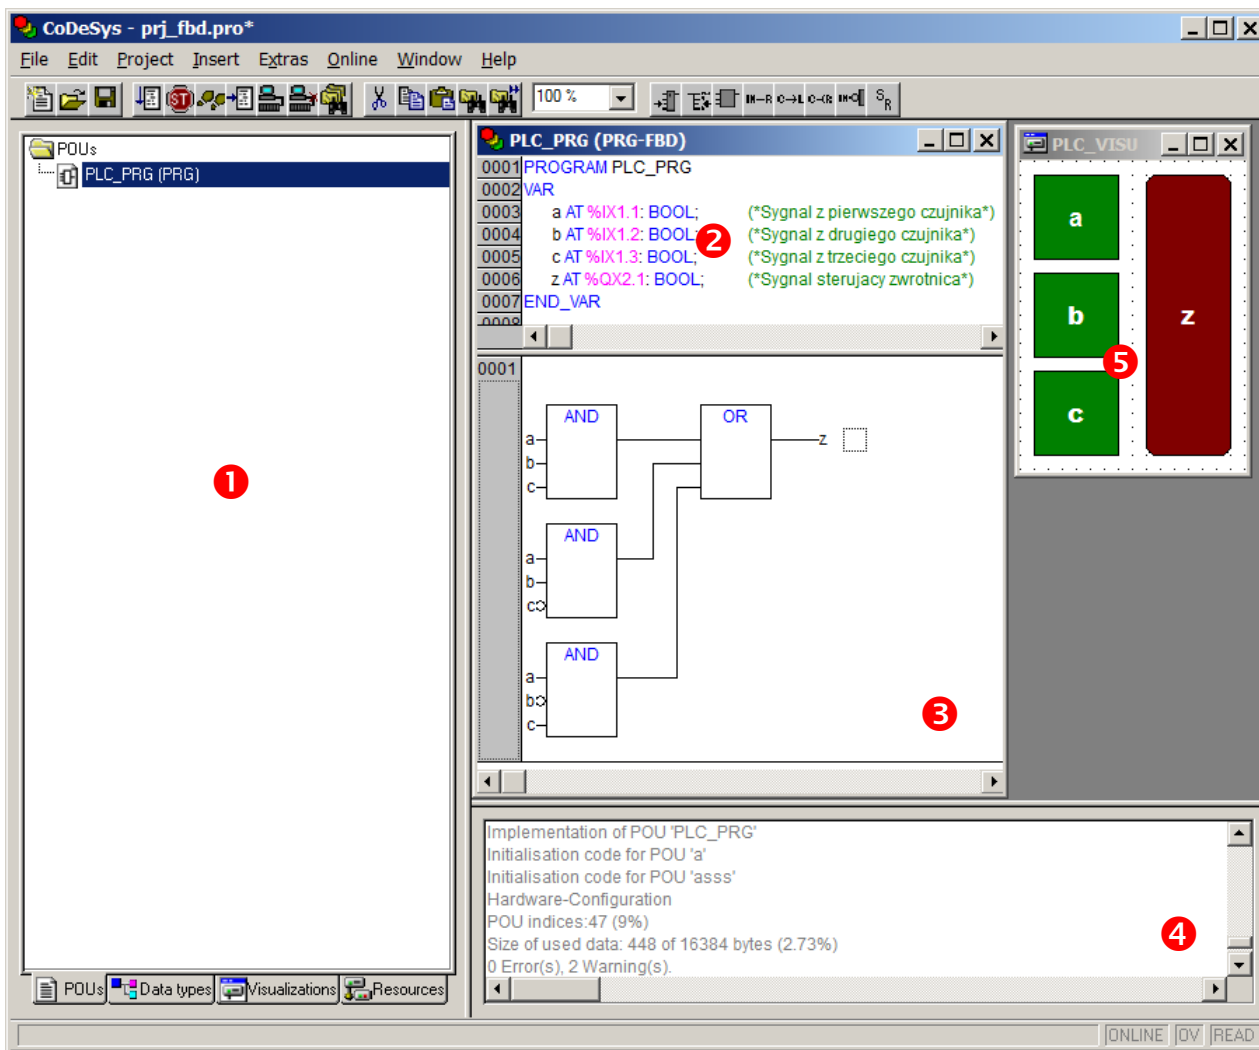 CoDeSys - prj_fbd.pro*
File Edit Project Insert Extras Online Window Help
ST 100 % IN-R C→L C-(R IN-O SR
POUs
PLC_PRG (PRG)
1
POUs Data types Visualizations Resources
PLC_PRG (PRG-FBD)
0001 PROGRAM PLC_PRG
0002 VAR
0003 a AT %IX1.1: BOOL; (*Sygnal z pierwszego czujnika*)
0004 b AT %IX1.2: BOOL; (*Sygnal z drugiego czujnika*)
2
0005 c AT %IX1.3: BOOL; (*Sygnal z trzeciego czujnika*)
0006 z AT %QX2.1: BOOL; (*Sygnal sterujacy zwrotnica*)
0007 END_VAR
0008
0001
AND OR
a z
b
c
AND
a
b
c
AND
a
b
c
3
PLC_VISU
a
b z
5
c
Implementation of POU 'PLC_PRG'
Initialisation code for POU 'a'
Initialisation code for POU 'asss'
Hardware-Configuration
POU indices:47 (9%)
Size of used data: 448 of 16384 bytes (2.73%)
0 Error(s), 2 Warning(s).
4
ONLINE OV READ